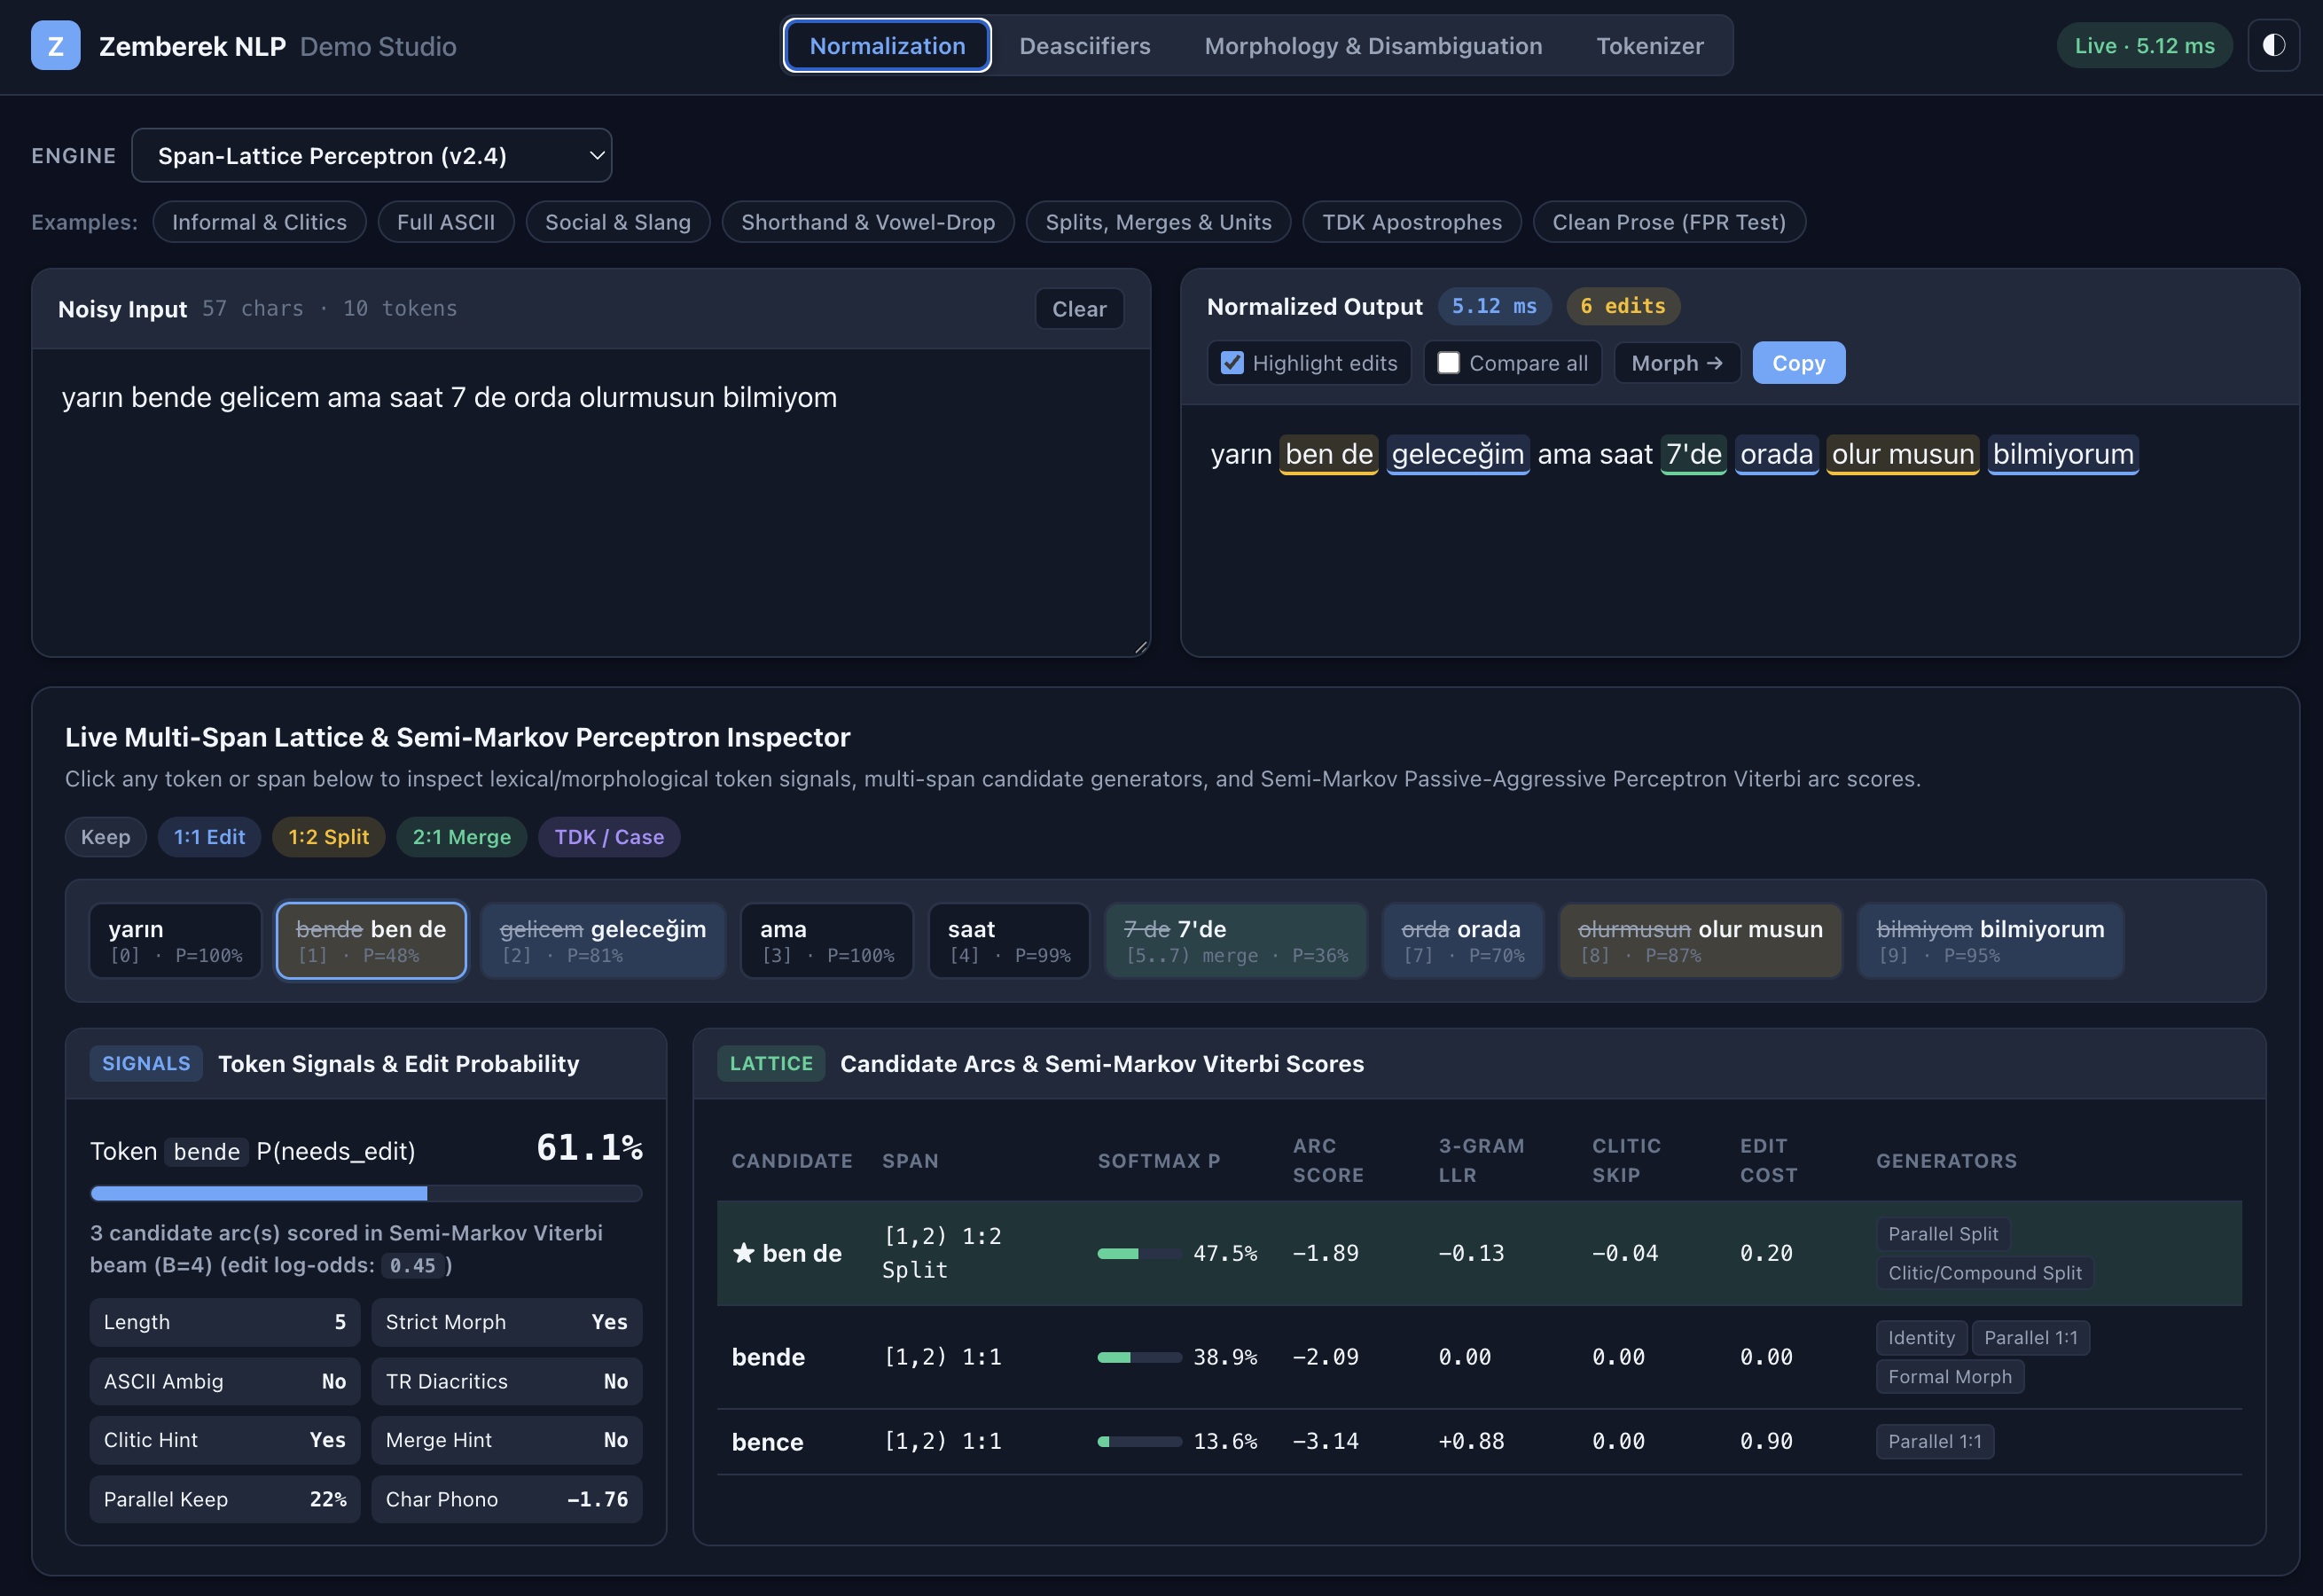 Z Zemberek NLP Demo Studio Normalization Deasciifiers Morphology & Disambiguation Tokenizer Live · 5.12 ms
ENGINE Span-Lattice Perceptron (v2.4)
Examples: Informal & Clitics Full ASCII Social & Slang Shorthand & Vowel-Drop Splits, Merges & Units TDK Apostrophes Clean Prose (FPR Test)
Noisy Input 57 chars · 10 tokens Clear
yarın bende gelicem ama saat 7 de orda olurmusun bilmiyom
Normalized Output 5.12 ms 6 edits
Highlight edits Compare all Morph → Copy
yarın ben de geleceğim ama saat 7'de orada olur musun bilmiyorum
Live Multi-Span Lattice & Semi-Markov Perceptron Inspector
Click any token or span below to inspect lexical/morphological token signals, multi-span candidate generators, and Semi-Markov Passive-Aggressive Perceptron Viterbi arc scores.
Keep 1:1 Edit 1:2 Split 2:1 Merge TDK / Case
yarın bende ben de gelicem geleceğim ama saat 7 de 7'de orda orada olurmusun olur musun bilmiyom bilmiyorum
[0] · P=100% [1] · P=48% [2] · P=81% [3] · P=100% [4] · P=99% [5..7) merge · P=36% [7] · P=70% [8] · P=87% [9] · P=95%
SIGNALS Token Signals & Edit Probability
Token bende P(needs_edit) 61.1%
3 candidate arc(s) scored in Semi-Markov Viterbi
beam (B=4) (edit log-odds: 0.45)
Length 5 Strict Morph Yes
ASCII Ambig No TR Diacritics No
Clitic Hint Yes Merge Hint No
Parallel Keep 22% Char Phono −1.76
LATTICE Candidate Arcs & Semi-Markov Viterbi Scores
CANDIDATE SPAN SOFTMAX P ARC SCORE 3-GRAM LLR CLITIC SKIP EDIT COST GENERATORS
★ ben de [1,2) 1:2 Split 47.5% −1.89 −0.13 −0.04 0.20 Parallel Split Clitic/Compound Split
bende [1,2) 1:1 38.9% −2.09 0.00 0.00 0.00 Identity Parallel 1:1 Formal Morph
bence [1,2) 1:1 13.6% −3.14 +0.88 0.00 0.90 Parallel 1:1